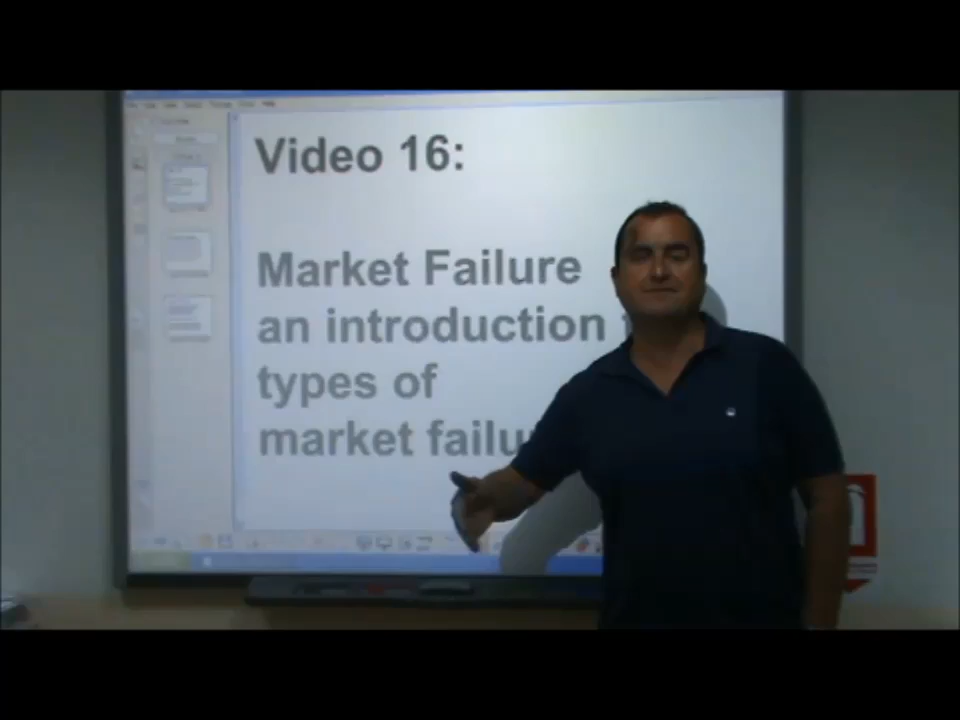 Video 16:
Market Failure
an introduction
types of
market failu